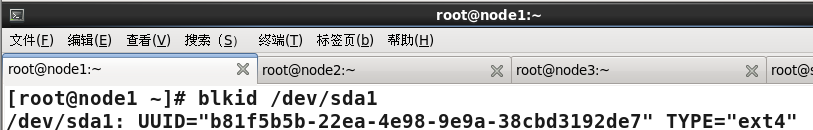 root@node1:~
文件(F) 编辑(E) 查看(V) 搜索 (S) 终端(T) 标签页(b) 帮助(H)
root@node1:~ root@node2:~ root@node3:~ root@s
[root@node1 ~]# blkid /dev/sda1
/dev/sda1: UUID="b81f5b5b-22ea-4e98-9e9a-38cbd3192de7" TYPE="ext4"